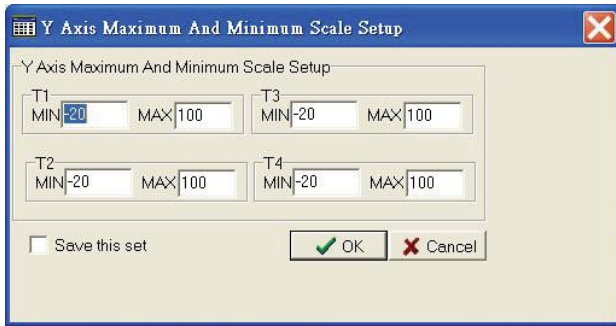 Y Axis Maximum And Minimum Scale Setup
Y Axis Maximum And Minimum Scale Setup
T1
MIN -20 MAX 100
T3
MIN -20 MAX 100
T2
MIN -20 MAX 100
T4
MIN -20 MAX 100
Save this set
OK
Cancel